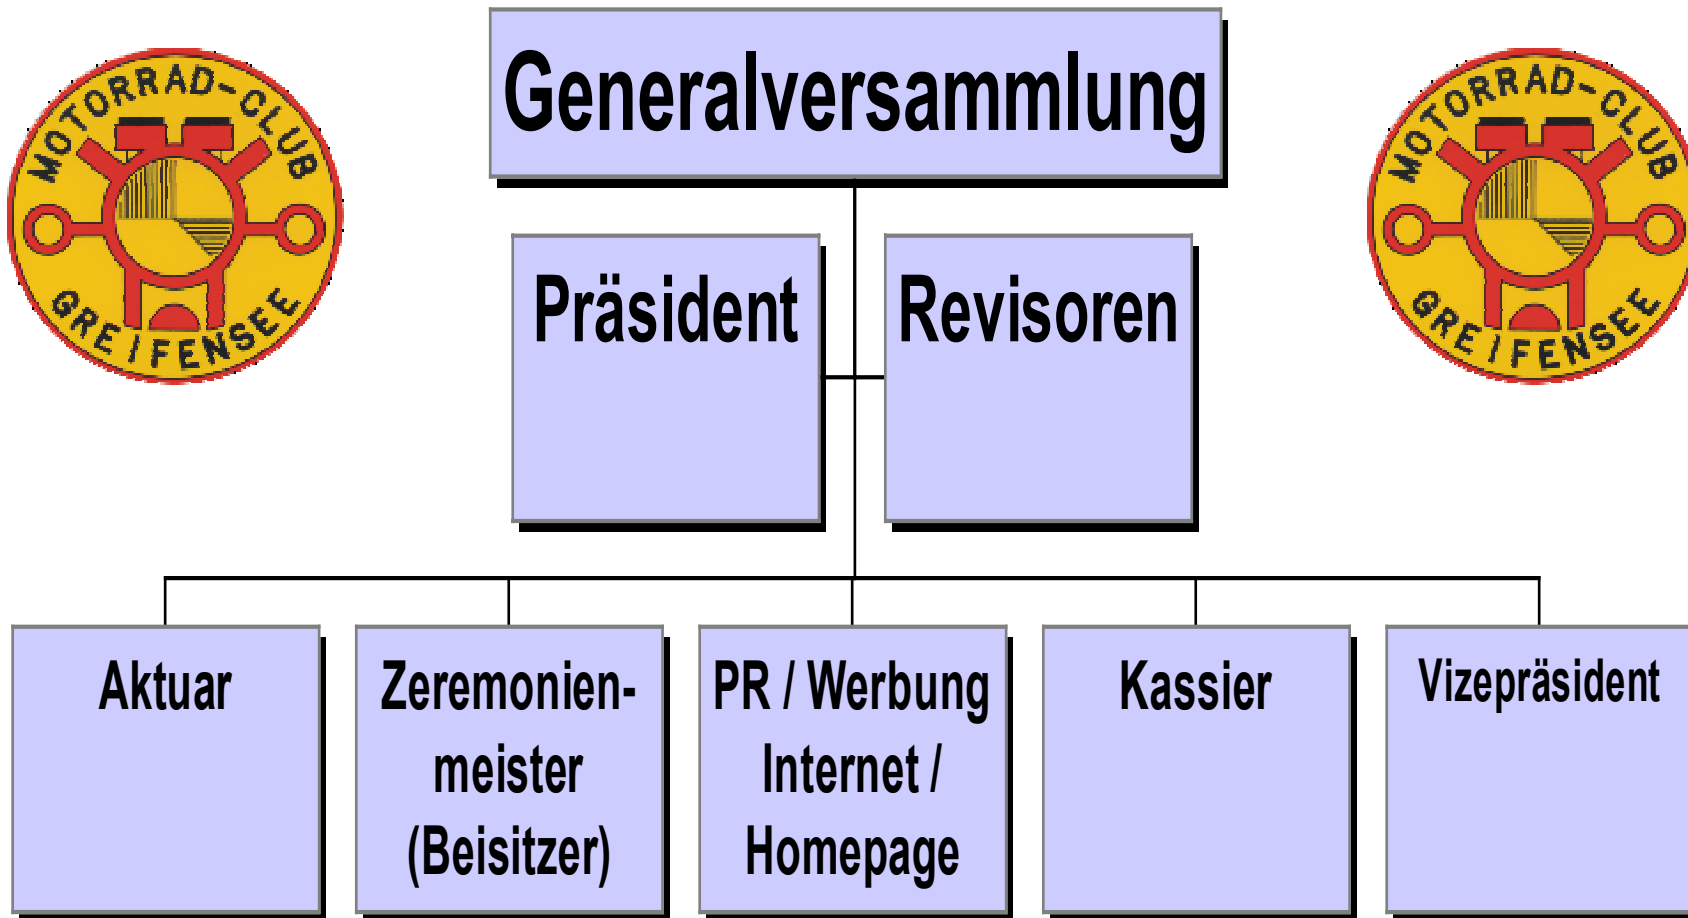 MOTORRAD-CLUB
GREIFENSEE
Generalversammlung
MOTORRAD-CLUB
GREIFENSEE
Präsident
Revisoren
Aktuar
Zeremonien-
meister
(Beisitzer)
PR / Werbung
Internet /
Homepage
Kassier
Vizepräsident